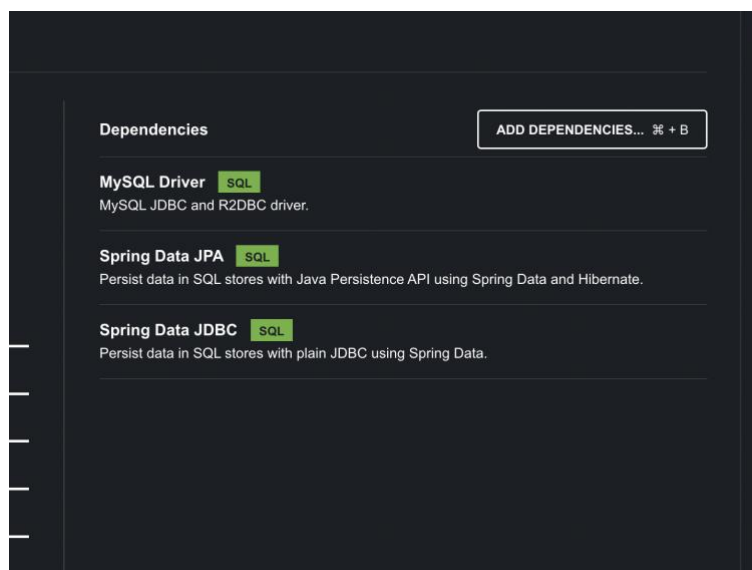 Dependencies
ADD DEPENDENCIES... ⌘ + B
MySQL Driver SQL
MySQL JDBC and R2DBC driver.
Spring Data JPA SQL
Persist data in SQL stores with Java Persistence API using Spring Data and Hibernate.
Spring Data JDBC SQL
Persist data in SQL stores with plain JDBC using Spring Data.